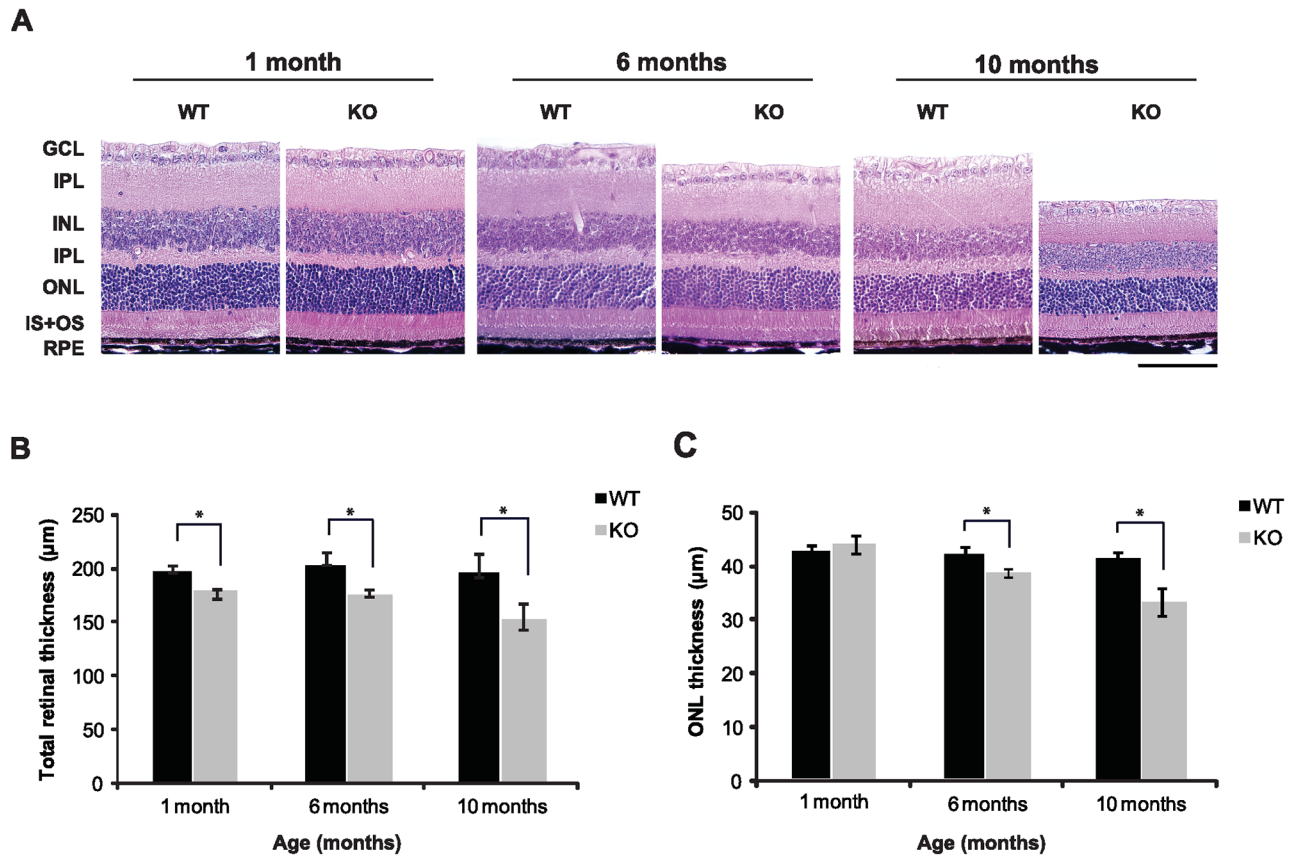 A
1 month 6 months 10 months
WT KO WT KO WT KO
GCL
IPL
INL
IPL
ONL
IS+OS
RPE
B
WT
KO
Total retinal thickness (µm)
250
200
150
100
50
0
* * *
1 month 6 months 10 months
Age (months)
C
WT
KO
ONL thickness (µm)
50
40
30
20
10
0
* *
1 month 6 months 10 months
Age (months)